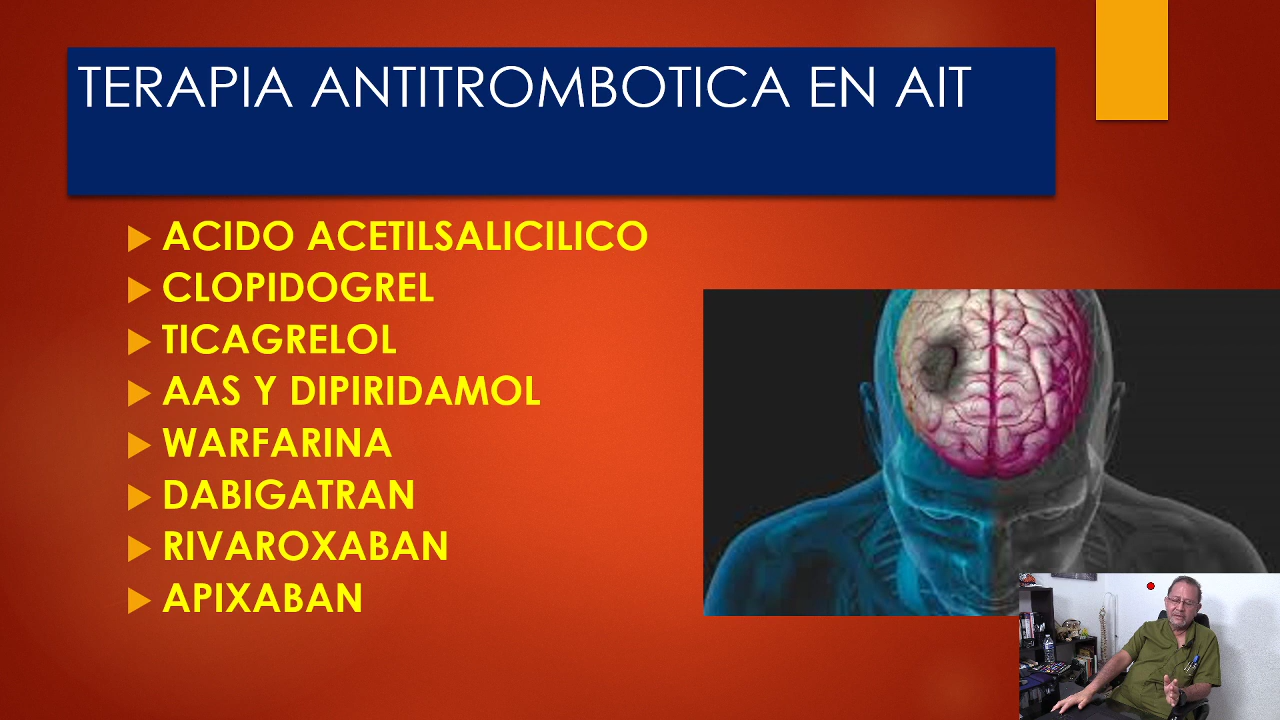 TERAPIA ANTITROMBOTICA EN AIT
ACIDO ACETILSALICILICO
CLOPIDOGREL
TICAGRELOL
AAS Y DIPIRIDAMOL
WARFARINA
DABIGATRAN
RIVAROXABAN
APIXABAN